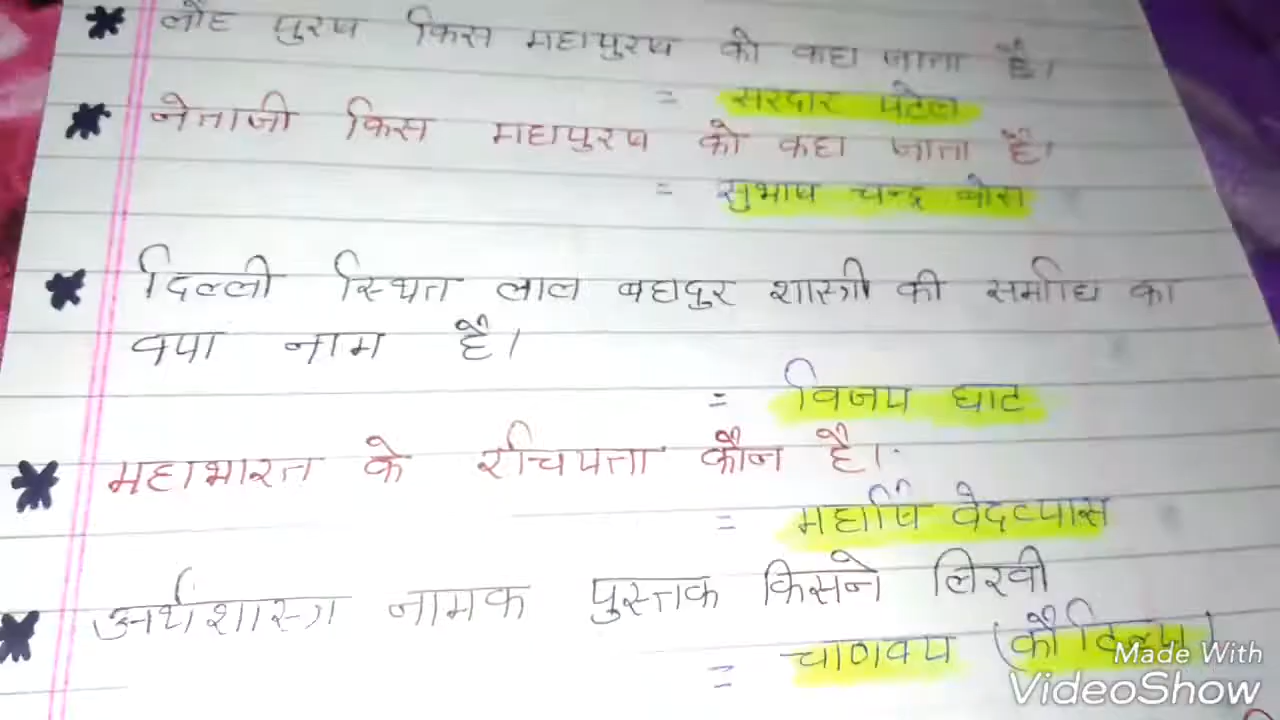 लौह पुरुष किस महापुरुष को कहा जाता है।
= सरदार पटेल
नेताजी किस महापुरुष को कहा जाता है।
= सुभाष चन्द्र बोस
दिल्ली स्थित लाल बहादुर शास्त्री की समाधि का
क्या नाम है।
= विजय घाट
महाभारत के रचियता कौन है।
= महर्षि वेदव्यास
अर्थशास्त्र नामक पुस्तक किसने लिखी
= चाणक्य (कौटिल्य)
Made With
VideoShow